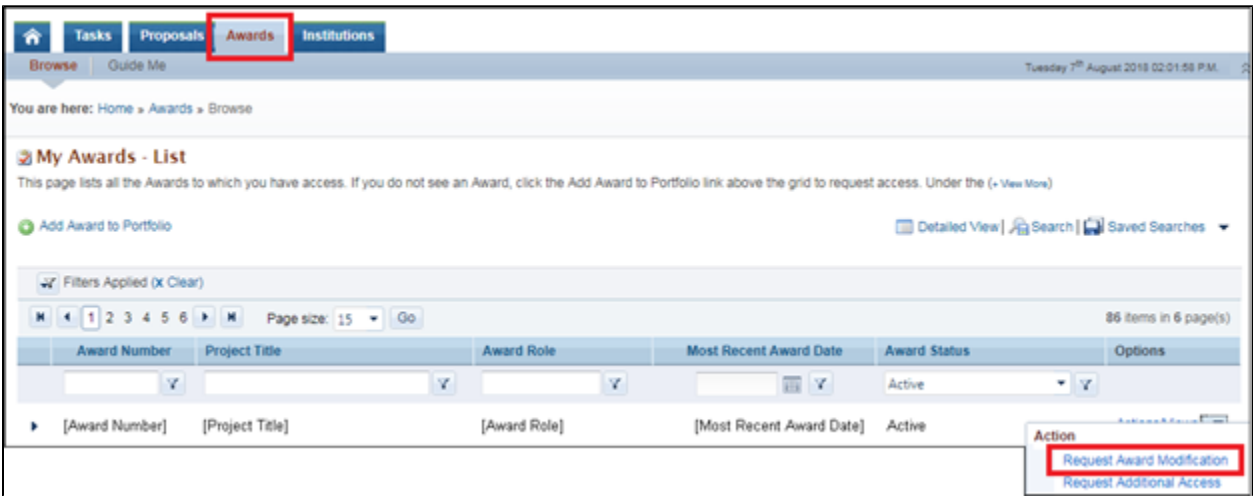 Tasks Proposals Awards Institutions
Browse Guide Me Tuesday 7th August 2018 02:01:58 P.M.
You are here: Home » Awards » Browse
My Awards - List
This page lists all the Awards to which you have access. If you do not see an Award, click the Add Award to Portfolio link above the grid to request access. Under the (+ View More)
Add Award to Portfolio Detailed View| Search| Saved Searches
Filters Applied (x Clear)
1 2 3 4 5 6 Page size: 15 Go 86 items in 6 page(s)
Award Number Project Title Award Role Most Recent Award Date Award Status Options
Active
[Award Number] [Project Title] [Award Role] [Most Recent Award Date] Active
Action
Request Award Modification
Request Additional Access